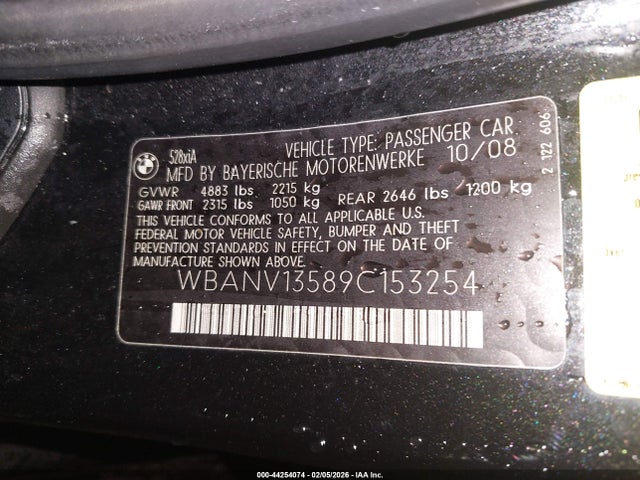 BMW
528xiA
VEHICLE TYPE: PASSENGER CAR
MFD BY BAYERISCHE MOTORENWERKE 10/08
GVWR 4883 lbs 2215 kg
GAWR FRONT 2315 lbs 1050 kg REAR 2646 lbs 1200 kg
THIS VEHICLE CONFORMS TO ALL APPLICABLE U.S.
FEDERAL MOTOR VEHICLE SAFETY, BUMPER AND THEFT
PREVENTION STANDARDS IN EFFECT ON THE DATE OF
MANUFACTURE SHOWN ABOVE.
WBANV13589C153254
2 122 606
000-44254074 - 02/05/2026 - IAA Inc.